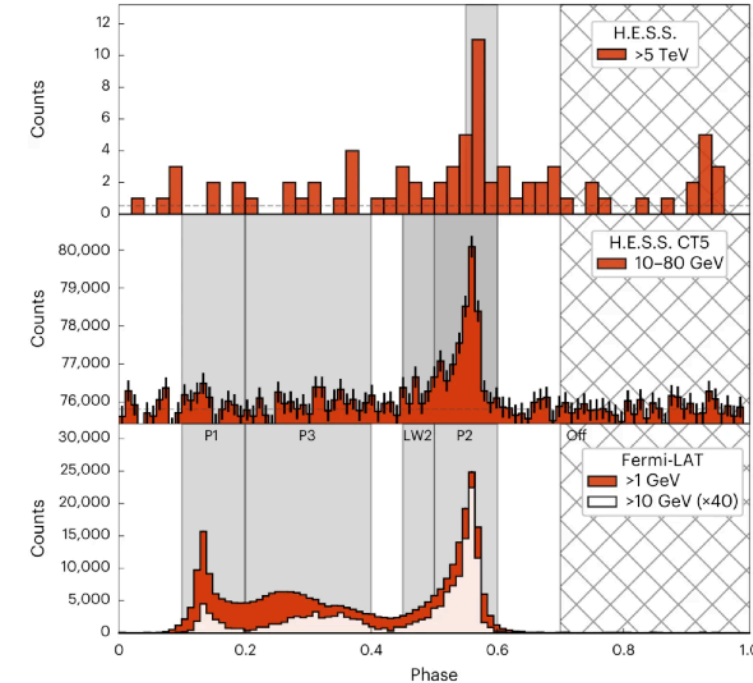 12
10
8
6
4
2
0
Counts
H.E.S.S.
>5 TeV
80,000
79,000
78,000
77,000
76,000
Counts
H.E.S.S. CT5
10–80 GeV
30,000
25,000
20,000
15,000
10,000
5,000
0
Counts
P1
P3
LW2
P2
Off
Fermi-LAT
>1 GeV
>10 GeV (×40)
0
0.2
0.4
0.6
0.8
1.0
Phase